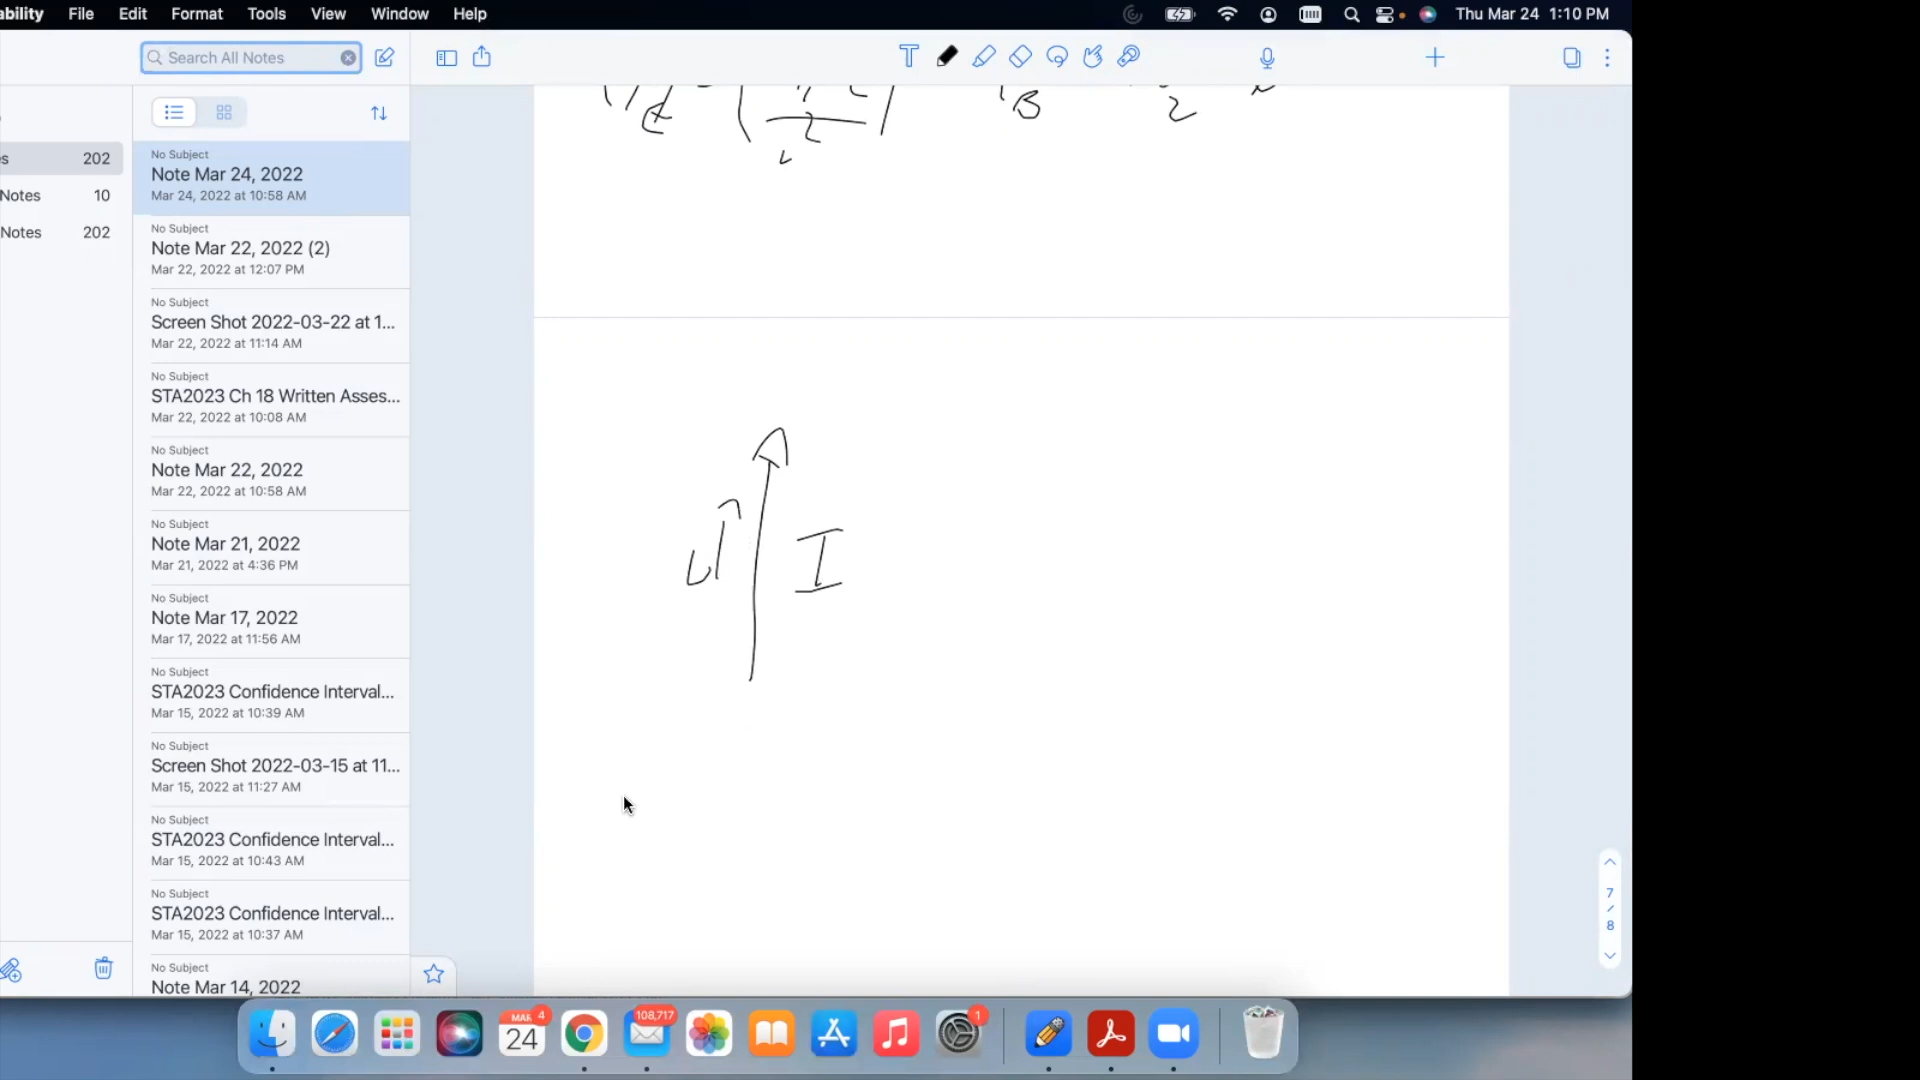 ability File Edit Format Tools View Window Help Thu Mar 24 1:10 PM
Search All Notes
s 202
Notes 10
Notes 202
No Subject
Note Mar 24, 2022
Mar 24, 2022 at 10:58 AM
No Subject
Note Mar 22, 2022 (2)
Mar 22, 2022 at 12:07 PM
No Subject
Screen Shot 2022-03-22 at 1...
Mar 22, 2022 at 11:14 AM
No Subject
STA2023 Ch 18 Written Asses...
Mar 22, 2022 at 10:08 AM
No Subject
Note Mar 22, 2022
Mar 22, 2022 at 10:58 AM
No Subject
Note Mar 21, 2022
Mar 21, 2022 at 4:36 PM
No Subject
Note Mar 17, 2022
Mar 17, 2022 at 11:56 AM
No Subject
STA2023 Confidence Interval...
Mar 15, 2022 at 10:39 AM
No Subject
Screen Shot 2022-03-15 at 11...
Mar 15, 2022 at 11:27 AM
No Subject
STA2023 Confidence Interval...
Mar 15, 2022 at 10:43 AM
No Subject
STA2023 Confidence Interval...
Mar 15, 2022 at 10:37 AM
No Subject
Note Mar 14, 2022
B
2
2
I
7
/
8
MAR 4
24
108,717
1